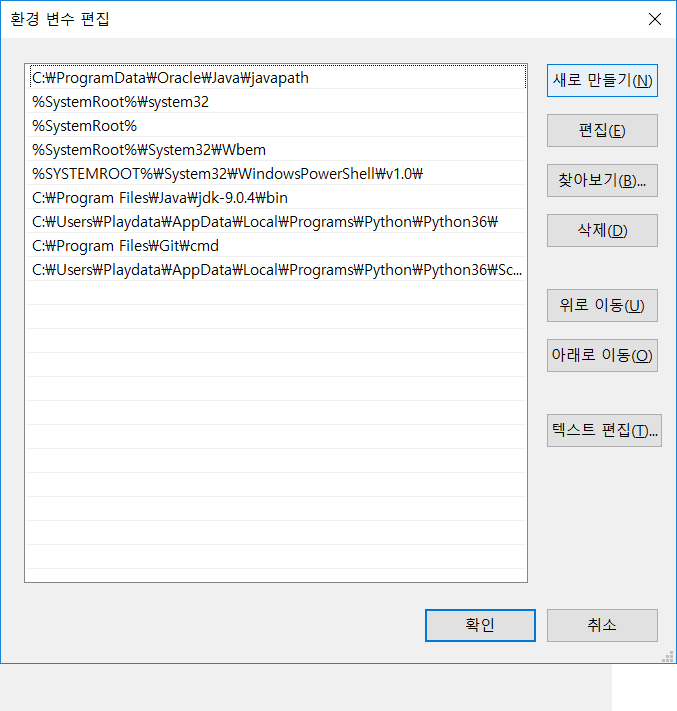 환경 변수 편집
C:₩ProgramData₩Oracle₩Java₩javapath
%SystemRoot%₩system32
%SystemRoot%
%SystemRoot%₩System32₩Wbem
%SYSTEMROOT%₩System32₩WindowsPowerShell₩v1.0₩
C:₩Program Files₩Java₩jdk-9.0.4₩bin
C:₩Users₩Playdata₩AppData₩Local₩Programs₩Python₩Python36₩
C:₩Program Files₩Git₩cmd
C:₩Users₩Playdata₩AppData₩Local₩Programs₩Python₩Python36₩Sc...
새로 만들기(N)
편집(E)
찾아보기(B)...
삭제(D)
위로 이동(U)
아래로 이동(O)
텍스트 편집(T)...
확인
취소